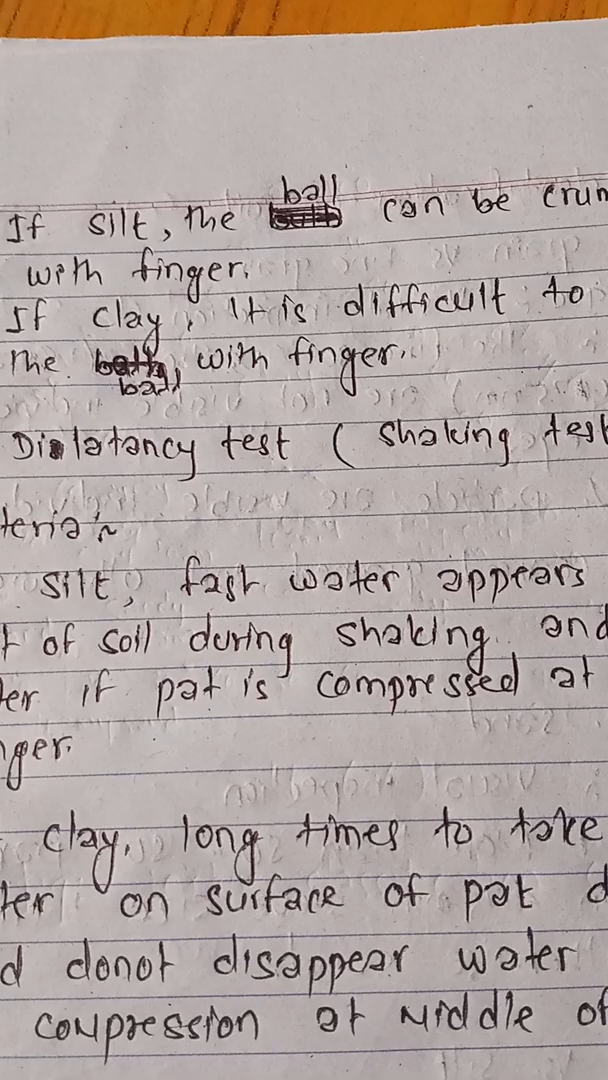 ball
If silt, the can be crum
with finger.
If clay, it is difficult to
the with finger.
ball
Dilatancy test ( shaking test
teria:~
silt, fast water appears
t of soil during shaking and
ter if pat is compressed at
nger.
clay, long times to take
ter on surface of pat d
d donot disappear water
compression at middle of